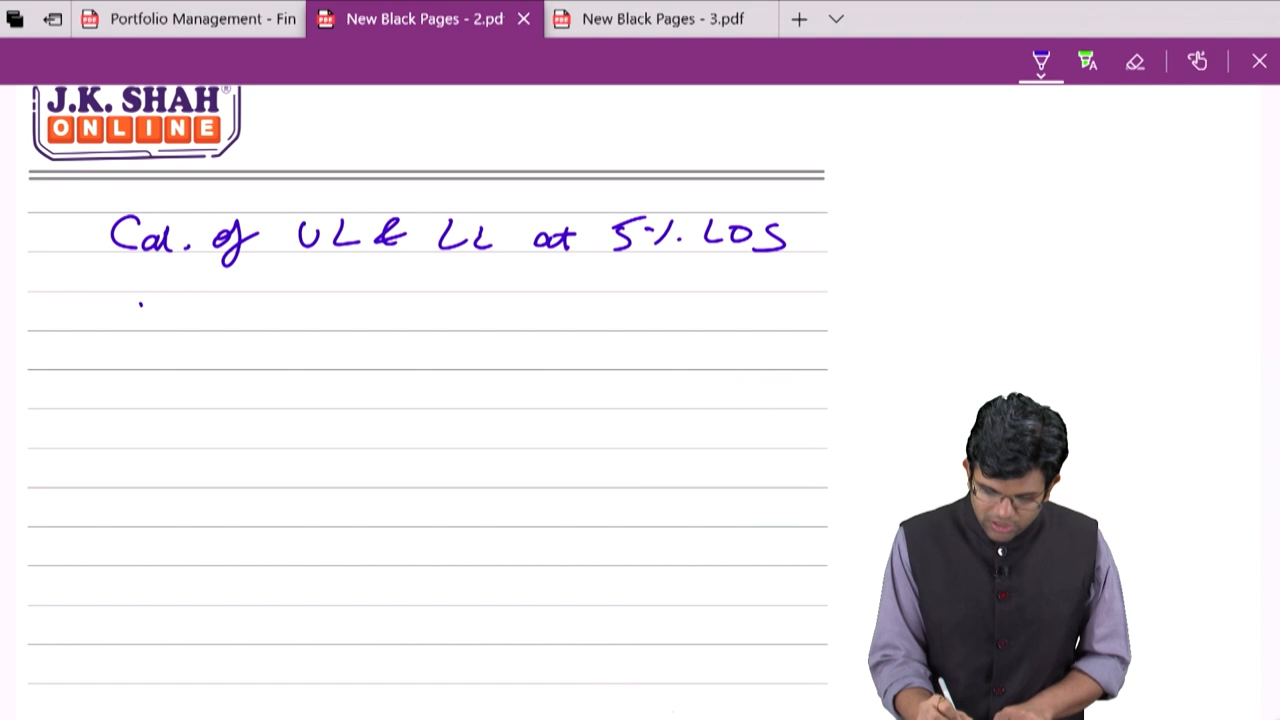 Portfolio Management - Fin
New Black Pages - 2.pd
New Black Pages - 3.pdf
J.K. SHAH®
ONLINE
Cal. of UL & LL at 5%. LOS